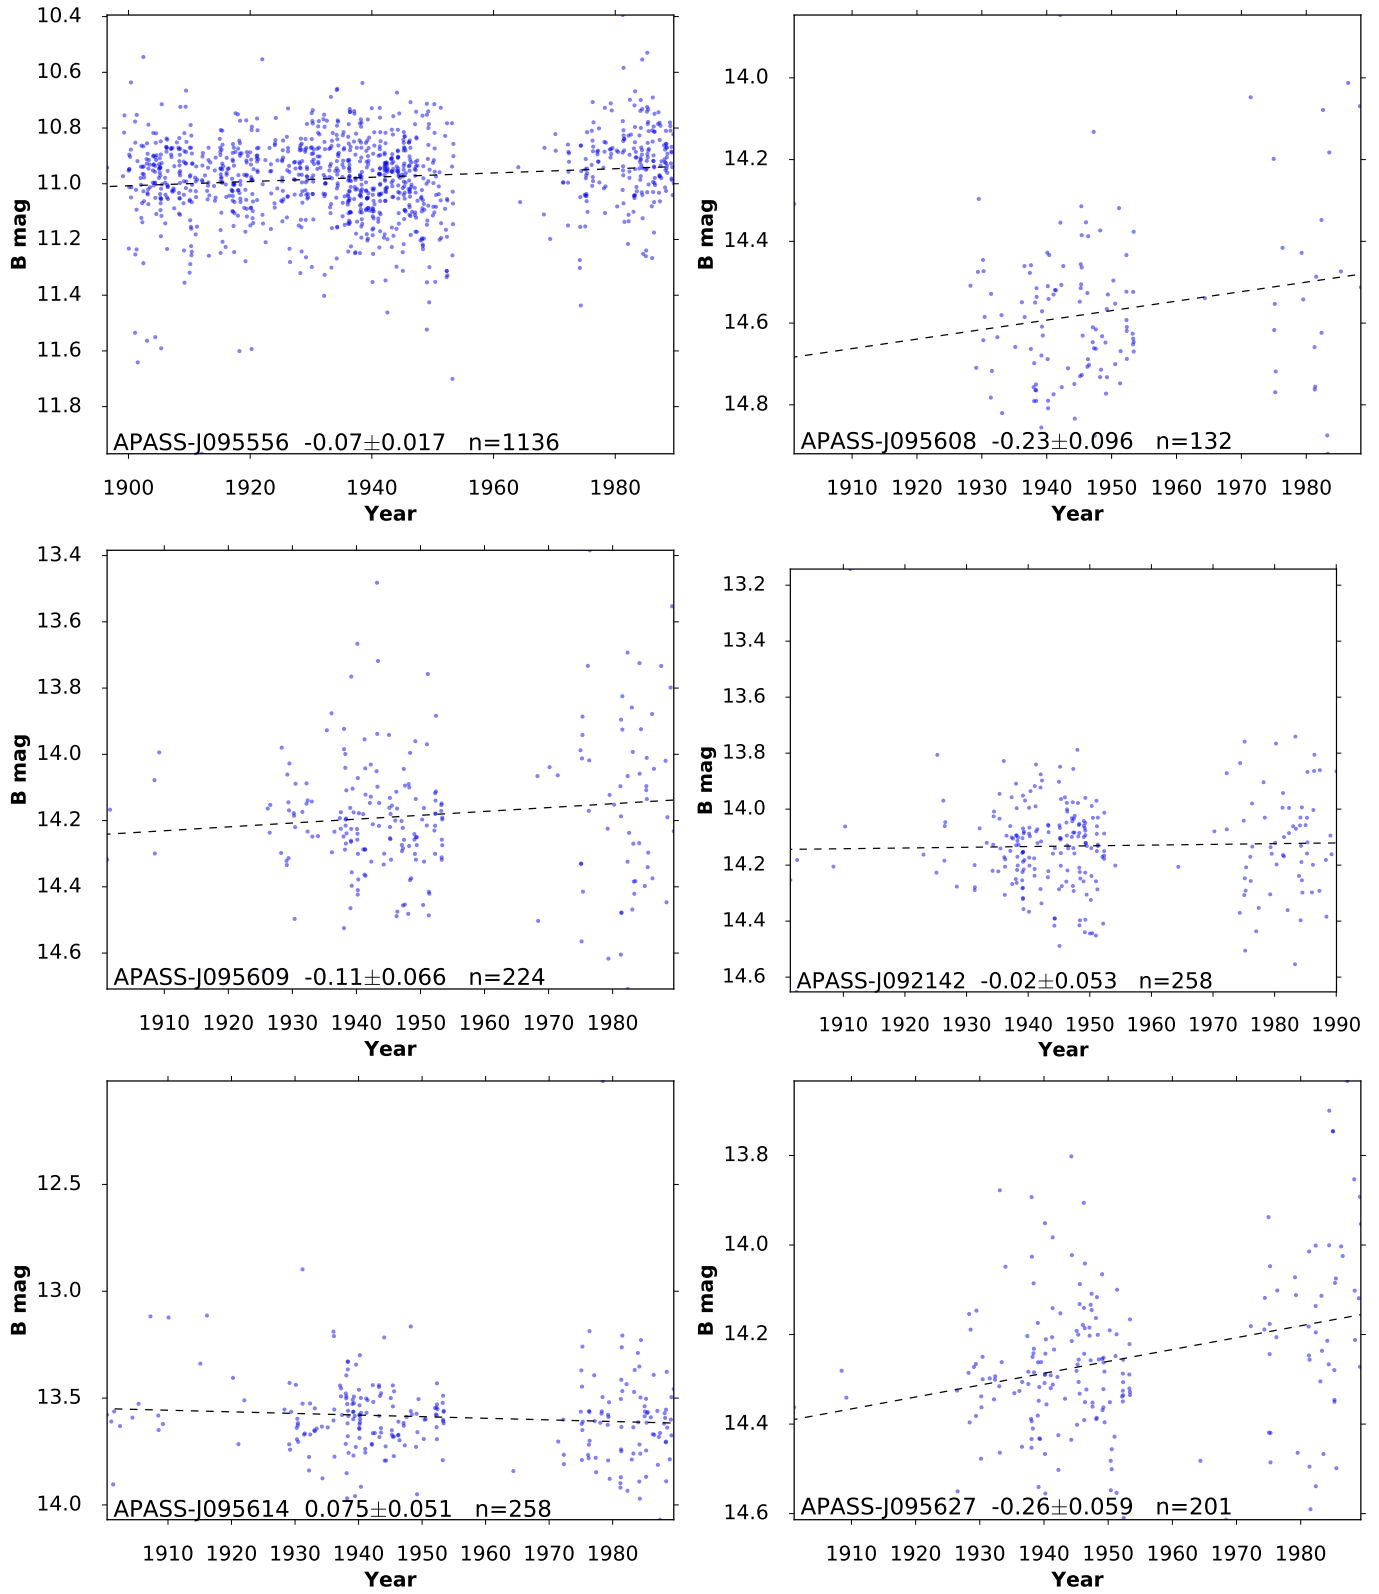 10.4
10.6
10.8
11.0
11.2
11.4
11.6
11.8
B mag
APASS-J095556 -0.07±0.017 n=1136
1900 1920 1940 1960 1980
Year
14.0
14.2
14.4
14.6
14.8
B mag
APASS-J095608 -0.23±0.096 n=132
1910 1920 1930 1940 1950 1960 1970 1980
Year
13.4
13.6
13.8
14.0
14.2
14.4
14.6
B mag
APASS-J095609 -0.11±0.066 n=224
1910 1920 1930 1940 1950 1960 1970 1980
Year
13.2
13.4
13.6
13.8
14.0
14.2
14.4
14.6
B mag
APASS-J092142 -0.02±0.053 n=258
1910 1920 1930 1940 1950 1960 1970 1980 1990
Year
12.5
13.0
13.5
14.0
B mag
APASS-J095614 0.075±0.051 n=258
1910 1920 1930 1940 1950 1960 1970 1980
Year
13.8
14.0
14.2
14.4
14.6
B mag
APASS-J095627 -0.26±0.059 n=201
1910 1920 1930 1940 1950 1960 1970 1980
Year